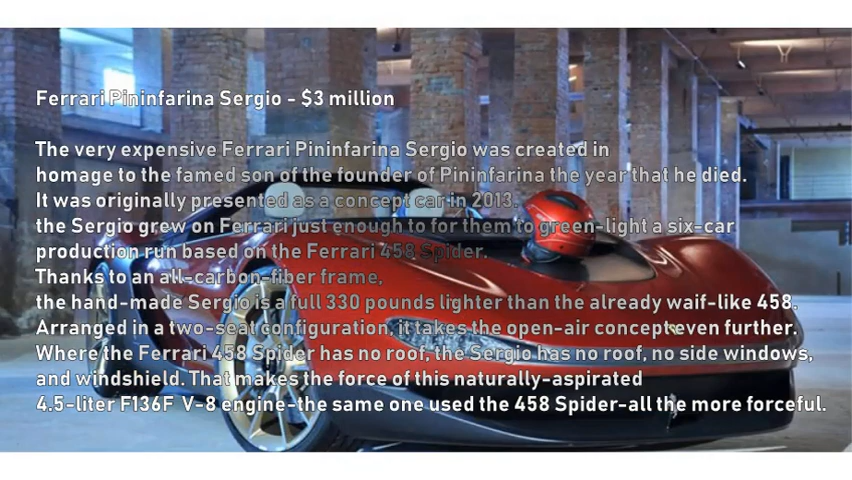 Ferrari Pininfarina Sergio - $3 million
The very expensive Ferrari Pininfarina Sergio was created in
homage to the famed son of the founder of Pininfarina the year that he died.
It was originally presented as a concept car in 2013.
the Sergio grew on Ferrari just enough to for them to green-light a six-car
production run based on the Ferrari 458 Spider.
Thanks to an all-carbon-fiber frame,
the hand-made Sergio is a full 330 pounds lighter than the already waif-like 458.
Arranged in a two-seat configuration, it takes the open-air concept even further.
Where the Ferrari 458 Spider has no roof, the Sergio has no roof, no side windows,
and windshield. That makes the force of this naturally-aspirated
4.5-liter F136F V-8 engine-the same one used the 458 Spider-all the more forceful.